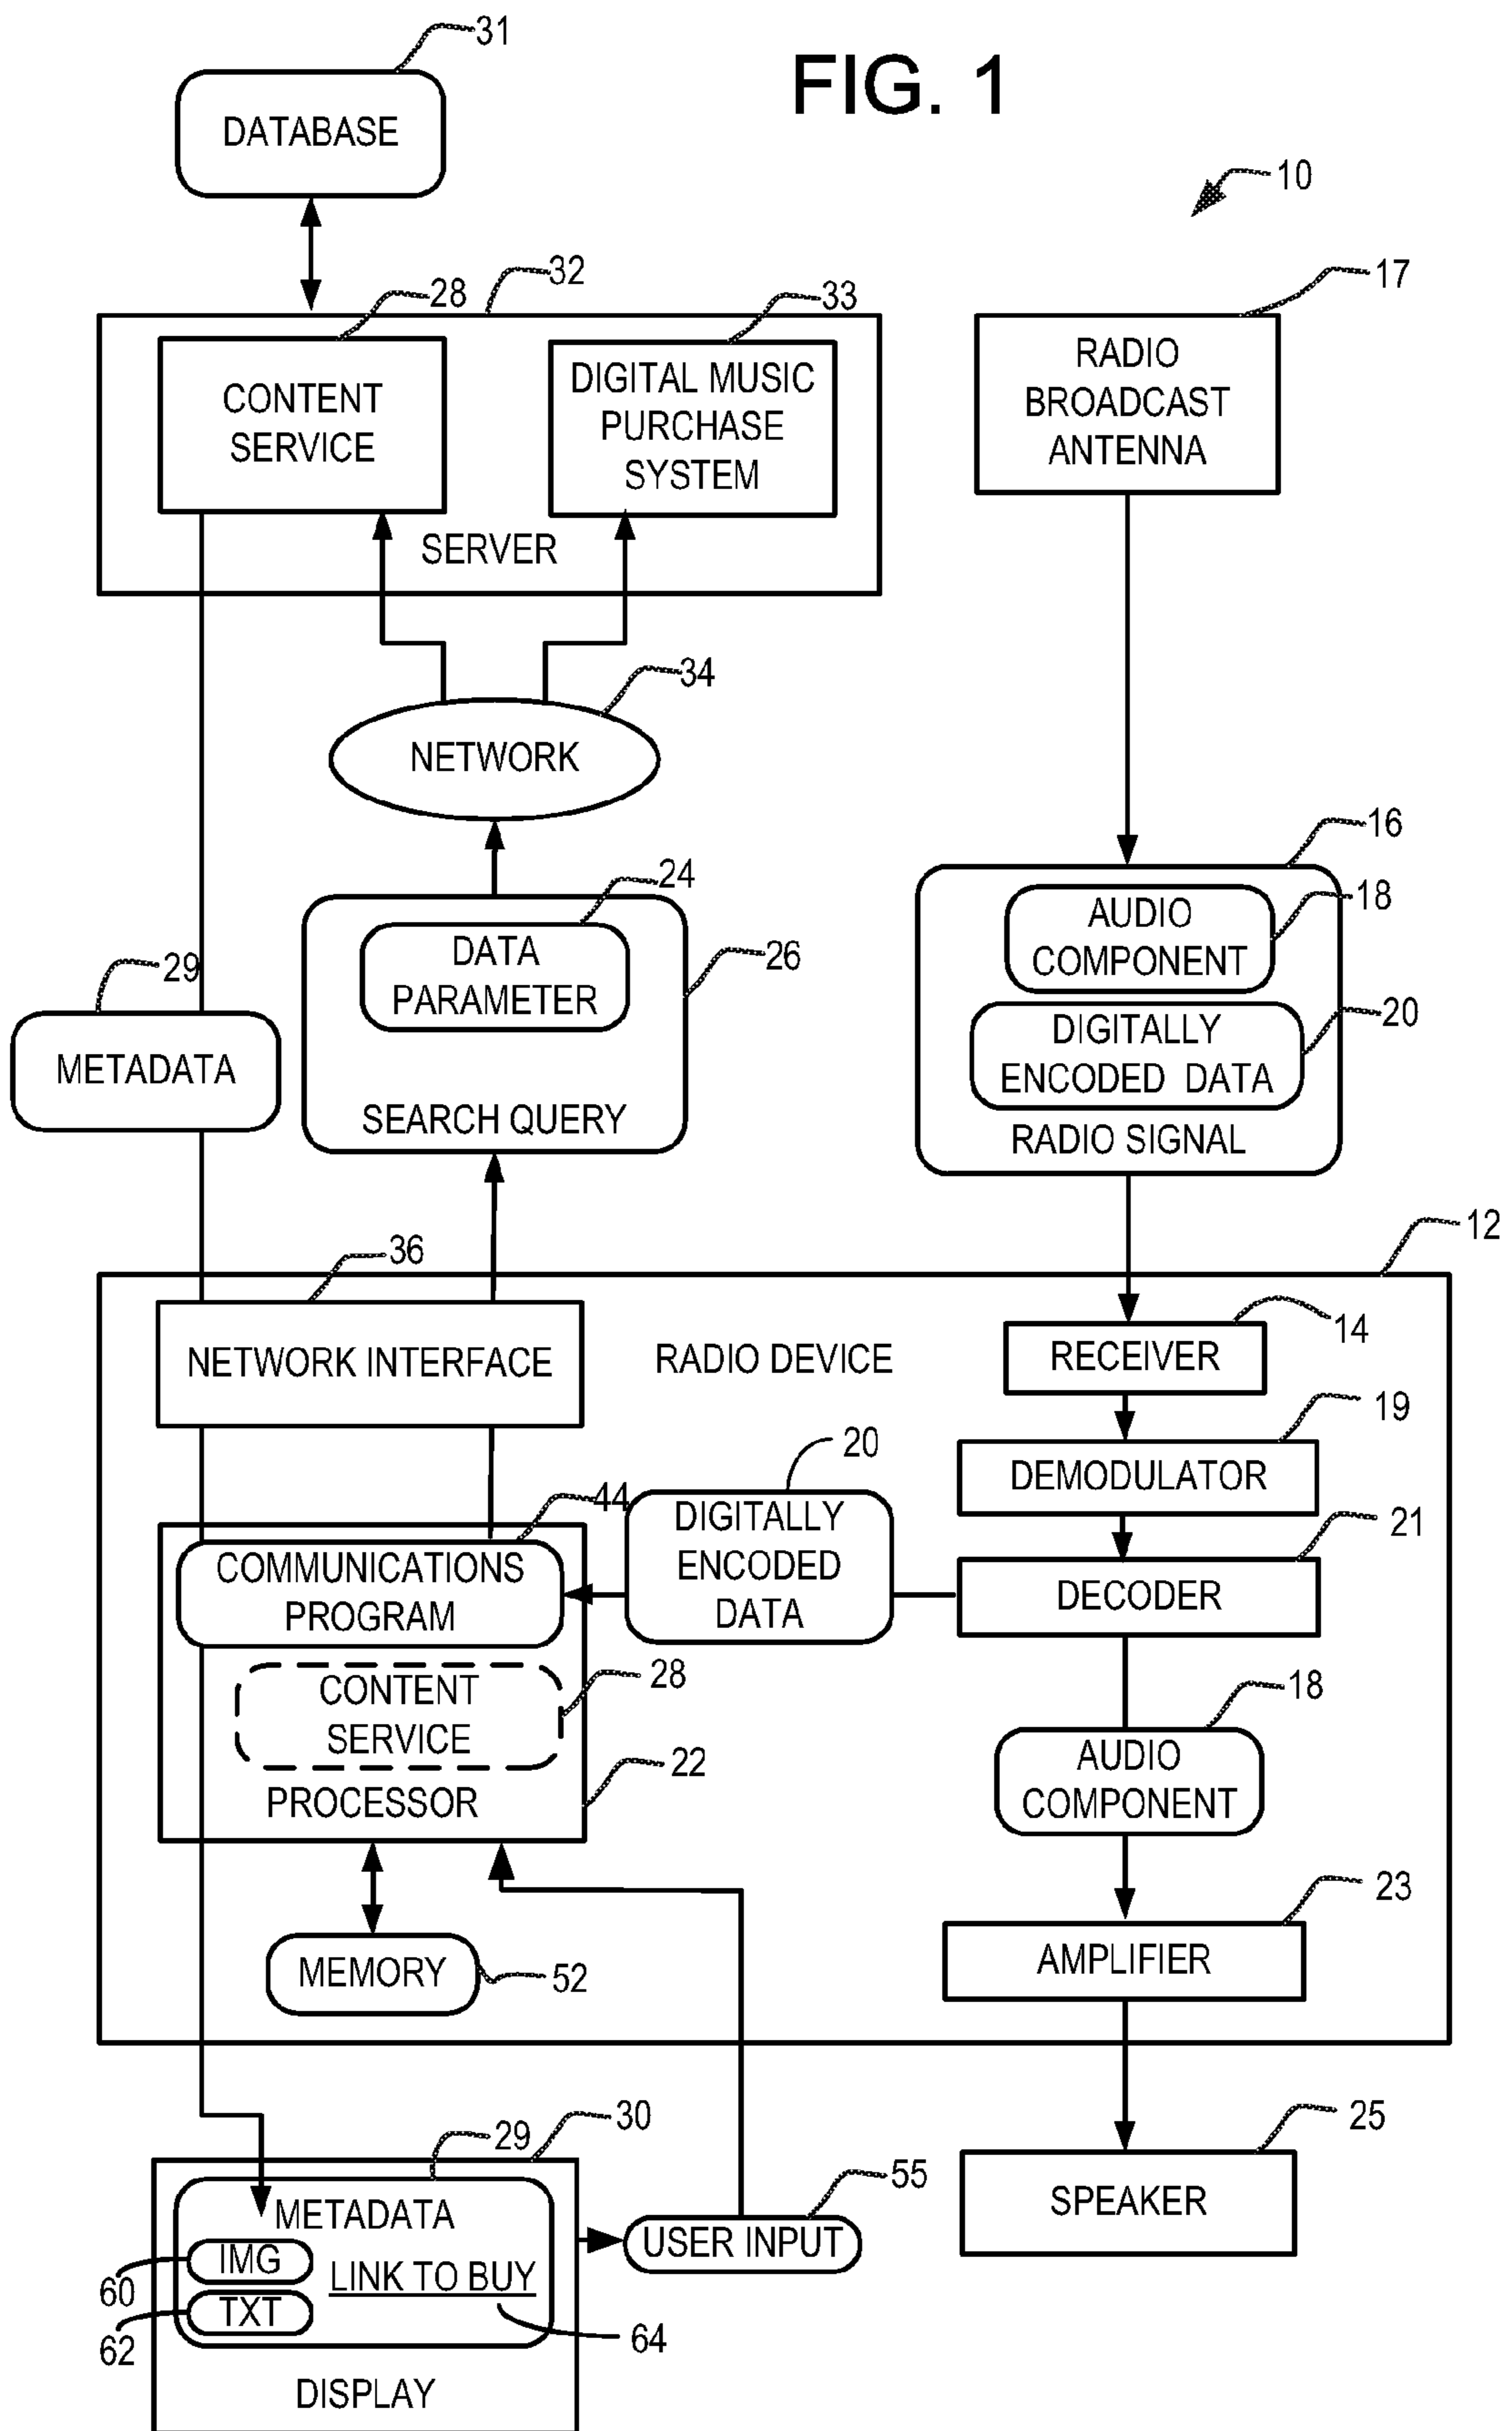 FIG. 1
31
DATABASE
10
32
28
33
17
CONTENT
SERVICE
DIGITAL MUSIC
PURCHASE
SYSTEM
SERVER
RADIO
BROADCAST
ANTENNA
34
NETWORK
16
24
DATA
PARAMETER
26
SEARCH QUERY
18
AUDIO
COMPONENT
20
DIGITALLY
ENCODED DATA
RADIO SIGNAL
29
METADATA
12
36
NETWORK INTERFACE
RADIO DEVICE
14
RECEIVER
19
DEMODULATOR
20
DIGITALLY
ENCODED
DATA
21
DECODER
44
COMMUNICATIONS
PROGRAM
28
CONTENT
SERVICE
22
PROCESSOR
18
AUDIO
COMPONENT
23
AMPLIFIER
MEMORY
52
30
29
METADATA
IMG
60
TXT
62
LINK TO BUY
64
DISPLAY
55
USER INPUT
25
SPEAKER